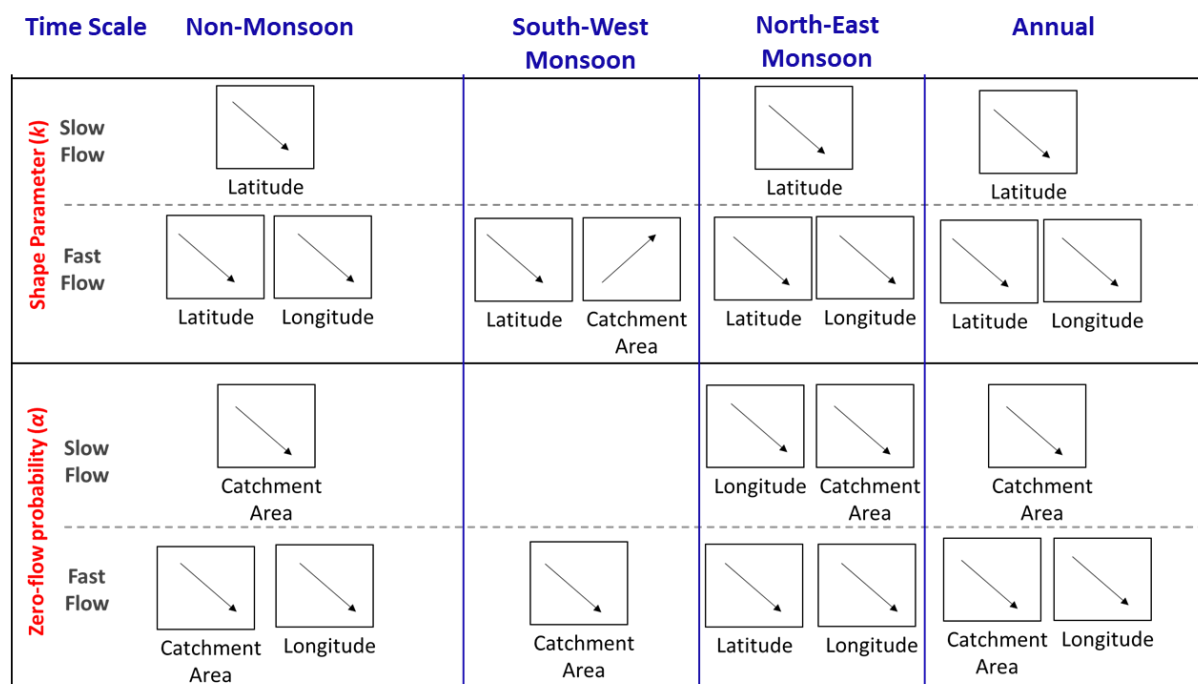 Time Scale
Non-Monsoon
South-West
Monsoon
North-East
Monsoon
Annual
Shape Parameter (k)
Slow
Flow
Latitude
Latitude
Latitude
Fast
Flow
Latitude
Longitude
Latitude
Catchment
Area
Latitude
Longitude
Latitude
Longitude
Zero-flow probability (α)
Slow
Flow
Catchment
Area
Longitude
Catchment
Area
Catchment
Area
Fast
Flow
Catchment
Area
Longitude
Catchment
Area
Latitude
Longitude
Catchment
Area
Longitude